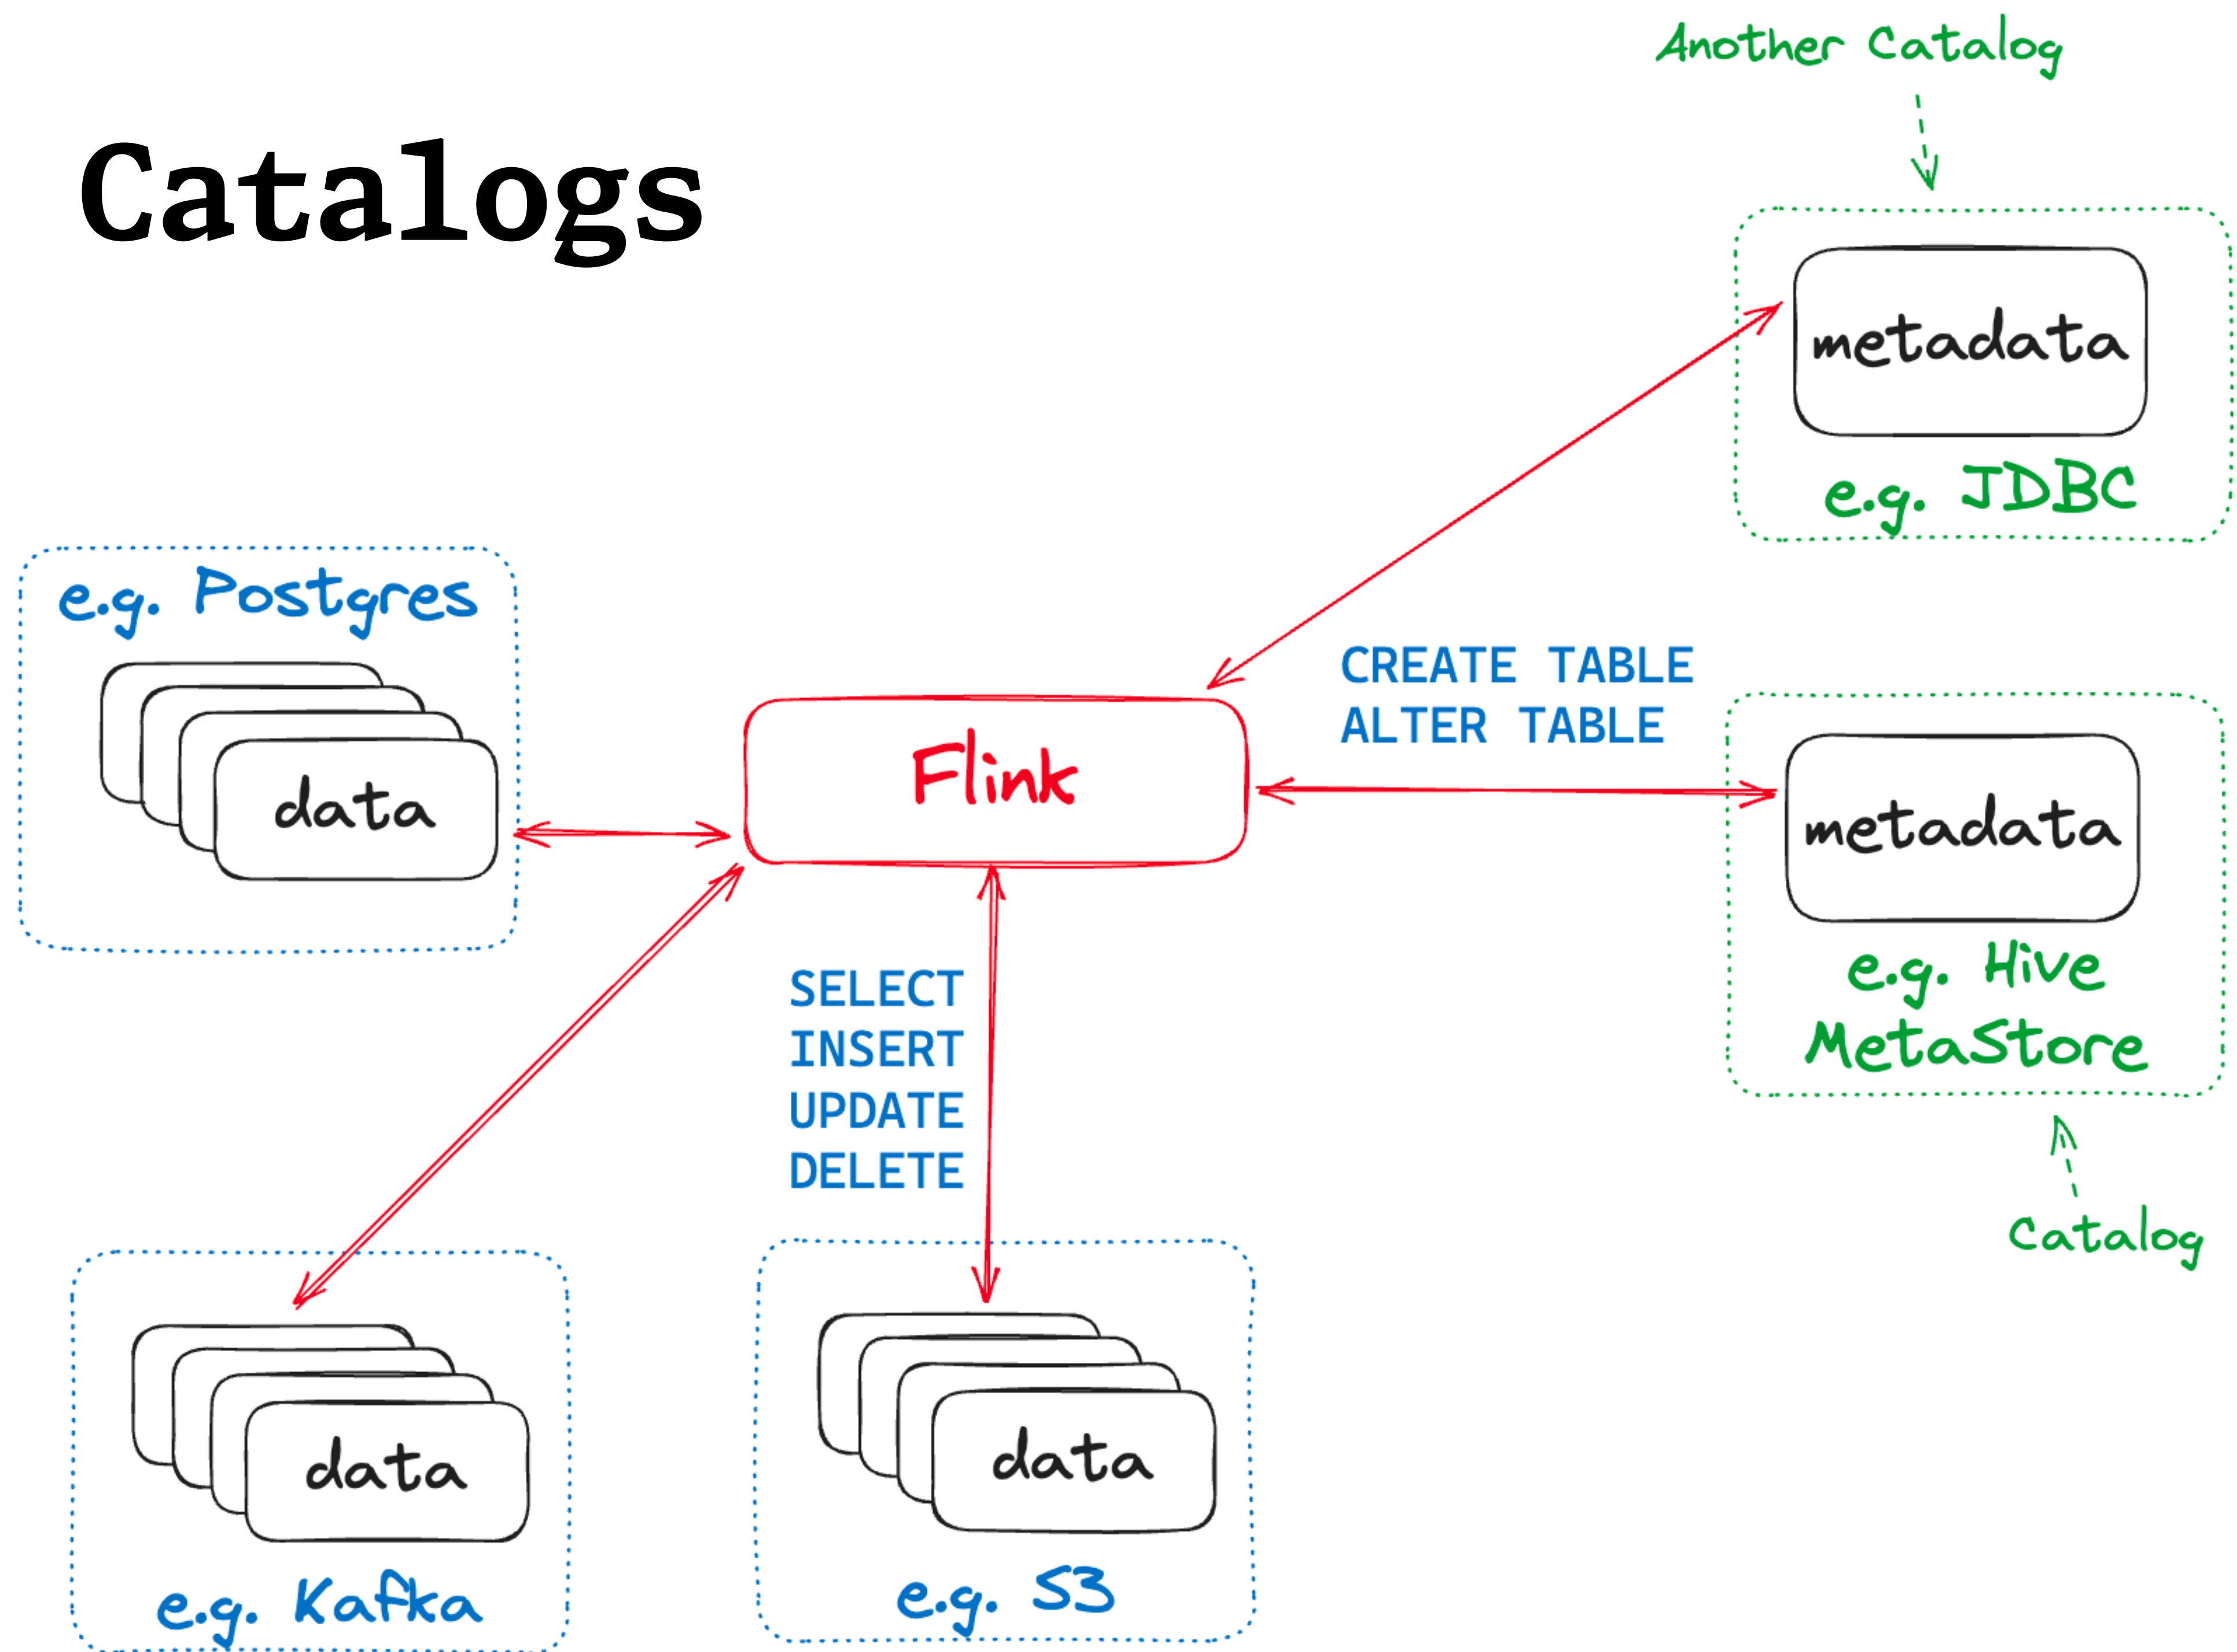 Another Catalog
Catalogs
metadata
e.g. JDBC
e.g. Postgres
data
Flink
CREATE TABLE
ALTER TABLE
metadata
e.g. Hive
MetaStore
Catalog
SELECT
INSERT
UPDATE
DELETE
data
e.g. Kafka
data
e.g. S3